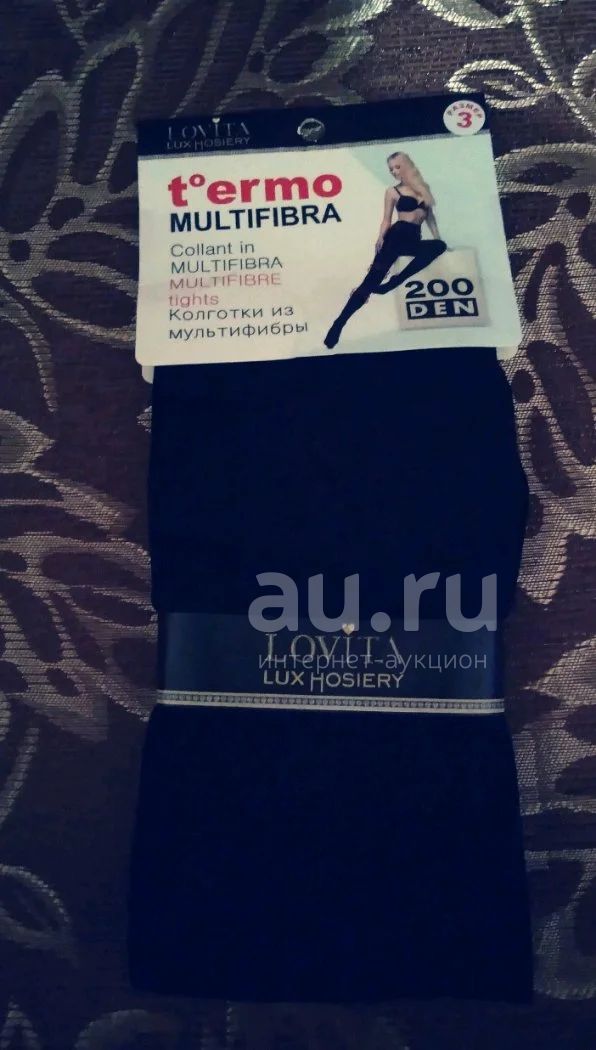 LOVITA
LUX HOSIERY
РАЗМЕР
3
t°ermo
MULTIFIBRA
Collant in
MULTIFIBRA
MULTIFIBRE
tights
Колготки из
мультифибры
200
DEN
au.ru
LOVITA
интернет-аукцион
LUX HOSIERY